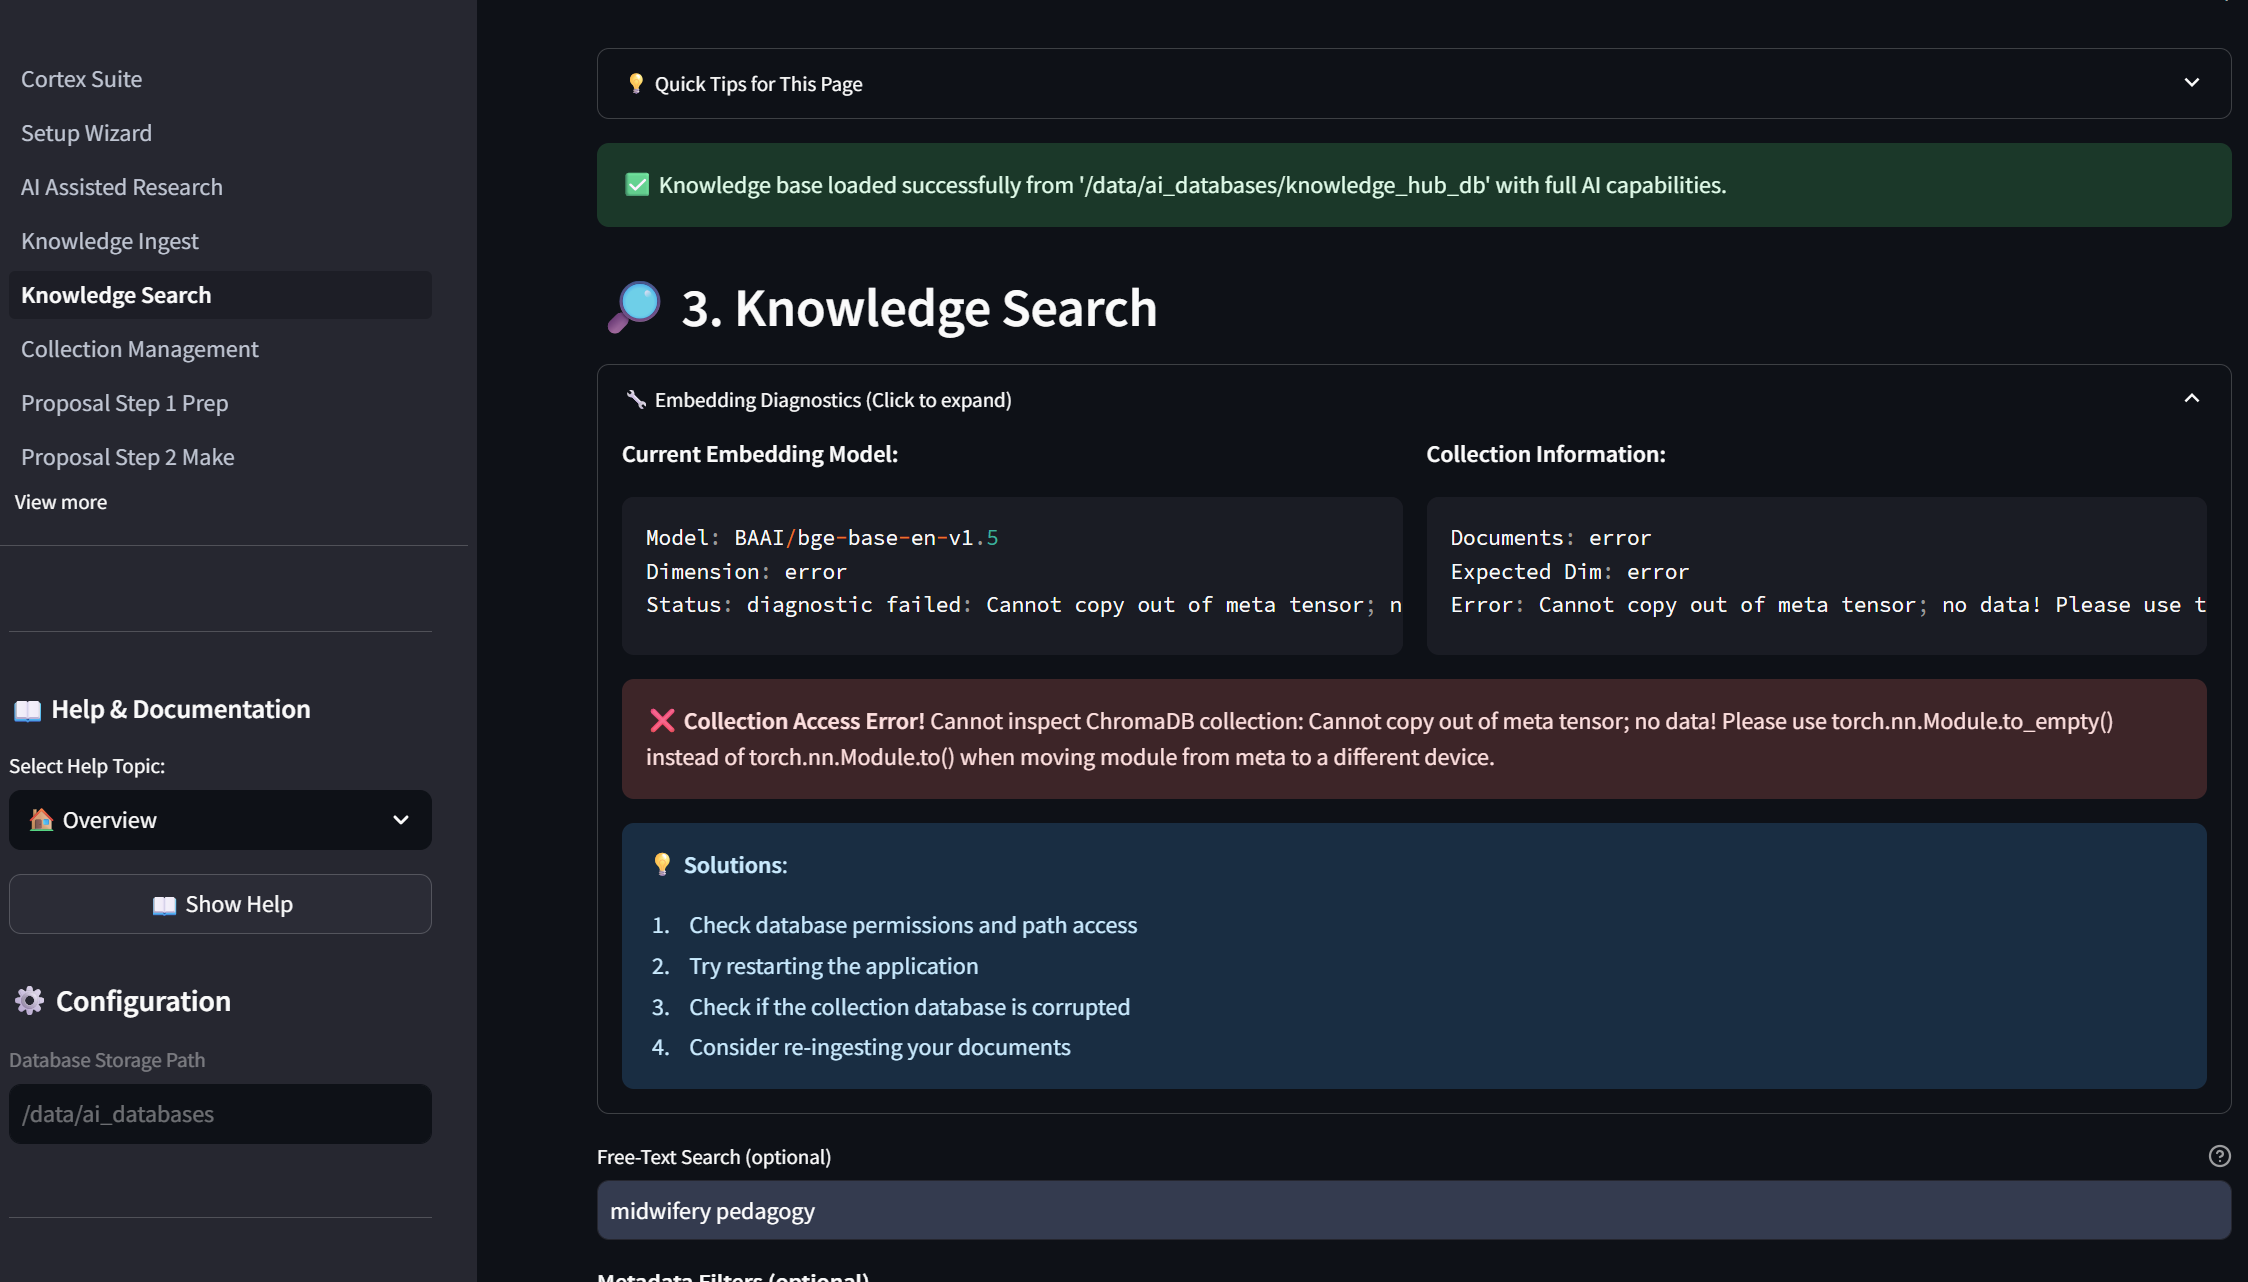 Cortex Suite
Setup Wizard
AI Assisted Research
Knowledge Ingest
Knowledge Search
Collection Management
Proposal Step 1 Prep
Proposal Step 2 Make
View more
📖 Help & Documentation
Select Help Topic:
🏠 Overview
📖 Show Help
⚙️ Configuration
Database Storage Path
/data/ai_databases
💡 Quick Tips for This Page
✅ Knowledge base loaded successfully from '/data/ai_databases/knowledge_hub_db' with full AI capabilities.
🔎 3. Knowledge Search
🔧 Embedding Diagnostics (Click to expand)
Current Embedding Model:
Model: BAAI/bge-base-en-v1.5
Dimension: error
Status: diagnostic failed: Cannot copy out of meta tensor; n
Collection Information:
Documents: error
Expected Dim: error
Error: Cannot copy out of meta tensor; no data! Please use t
❌ Collection Access Error! Cannot inspect ChromaDB collection: Cannot copy out of meta tensor; no data! Please use torch.nn.Module.to_empty()
instead of torch.nn.Module.to() when moving module from meta to a different device.
💡 Solutions:
1. Check database permissions and path access
2. Try restarting the application
3. Check if the collection database is corrupted
4. Consider re-ingesting your documents
Free-Text Search (optional)
midwifery pedagogy
Metadata Filters (optional)